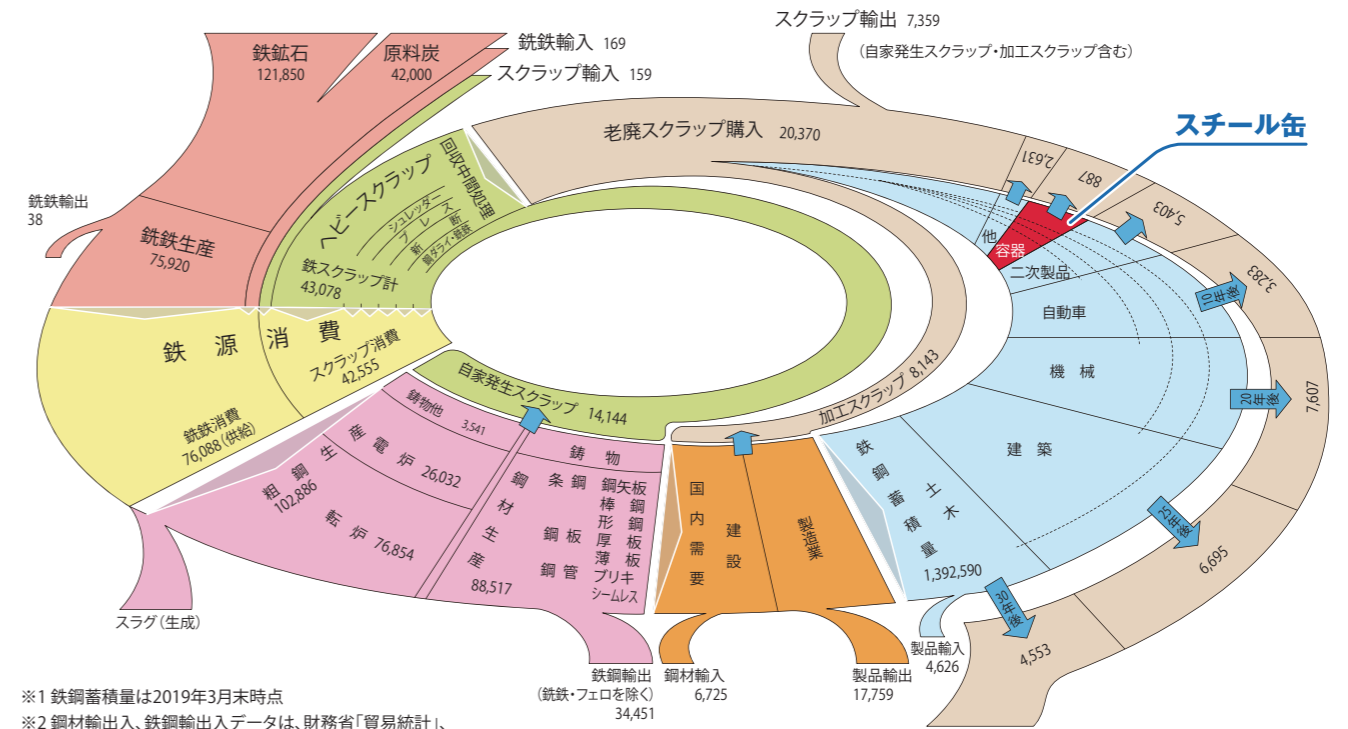 スクラップ輸出 7,359
(自家発生スクラップ・加工スクラップ含む)
鉄鉱石
121,850
原料炭
42,000
銑鉄輸入 169
スクラップ輸入 159
スチール缶
老廃スクラップ購入 20,370
2,631
887
5,403
3,283
7,607
6,695
4,553
銑鉄輸出
38
銑鉄生産
75,920
ヘビースクラップ
回収中間処理
シュレッダー
プレス
新断
鋼ダライ・銑鉄
鉄スクラップ計
43,078
他
容器
二次製品
自動車
機械
建築
土木
鉄鋼蓄積量
1,392,590
10年後
20年後
25年後
30年後
鉄源消費
スクラップ消費
42,555
銑鉄消費
76,088(供給)
自家発生スクラップ 14,144
加工スクラップ 8,143
鋳物他
3,541
粗鋼生産
102,886
電炉 26,032
転炉 76,854
鋳物
鋼材生産
88,517
条鋼 鋼矢板
棒鋼
形鋼
鋼板 厚板
薄板
鋼管 ブリキ
シームレス
国内需要
建設
製造業
スラグ(生成)
鉄鋼輸出
(銑鉄・フェロを除く)
34,451
鋼材輸入
6,725
製品輸出
17,759
製品輸入
4,626
※1 鉄鋼蓄積量は2019年3月末時点
※2 鋼材輸出入、鉄鋼輸出入データは、財務省「貿易統計」、